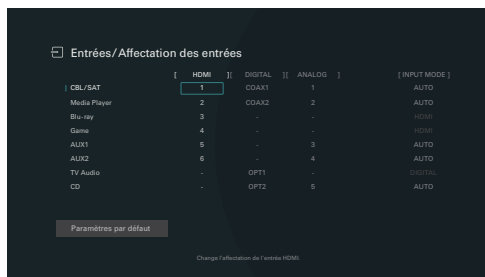 Entrées/Affectation des entrées
[ HDMI ][ DIGITAL ][ ANALOG ] [ INPUT MODE ]
CBL/SAT 1 COAX1 1 AUTO
Media Player 2 COAX2 2 AUTO
Blu-ray 3 - - HDMI
Game 4 - - HDMI
AUX1 5 - 3 AUTO
AUX2 6 - 4 AUTO
TV Audio - OPT1 - DIGITAL
CD - OPT2 5 AUTO
Paramètres par défaut
Change l'affectation de l'entrée HDMI.